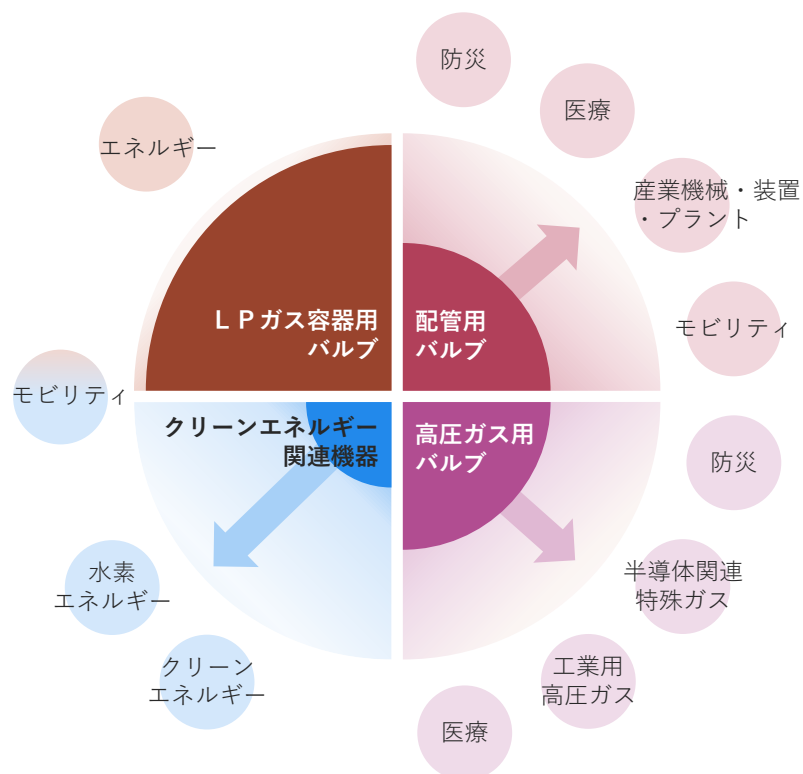 防災
医療
エネルギー
産業機械・装置
・プラント
ＬＰガス容器用
バルブ
配管用
バルブ
モビリティ
モビリティ
クリーンエネルギー
関連機器
高圧ガス用
バルブ
防災
水素
エネルギー
半導体関連
特殊ガス
クリーン
エネルギー
工業用
高圧ガス
医療